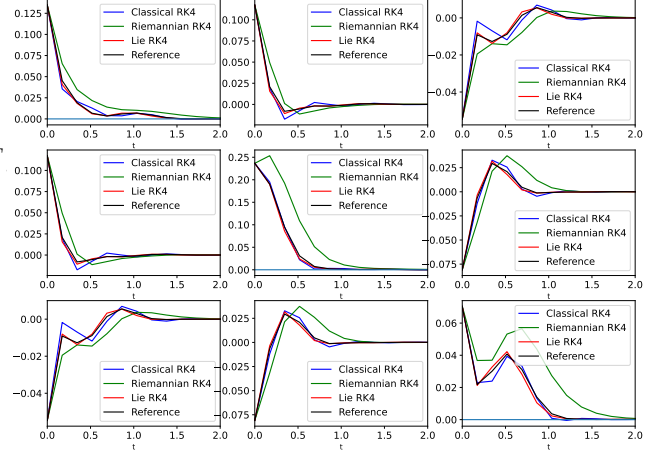 0.125
0.100
0.075
0.050
0.025
0.000
Classical RK4
Riemannian RK4
Lie RK4
Reference
0.0 0.5 1.0 1.5 2.0
t
0.100
0.075
0.050
0.025
0.000
Classical RK4
Riemannian RK4
Lie RK4
Reference
0.0 0.5 1.0 1.5 2.0
t
0.00
−0.02
−0.04
Classical RK4
Riemannian RK4
Lie RK4
Reference
0.0 0.5 1.0 1.5 2.0
t
0.100
0.075
0.050
0.025
0.000
Classical RK4
Riemannian RK4
Lie RK4
Reference
0.0 0.5 1.0 1.5 2.0
t
0.25
0.20
0.15
0.10
0.05
0.00
Classical RK4
Riemannian RK4
Lie RK4
Reference
0.0 0.5 1.0 1.5 2.0
t
0.025
0.000
−0.025
−0.050
−0.075
Classical RK4
Riemannian RK4
Lie RK4
Reference
0.0 0.5 1.0 1.5 2.0
t
0.00
−0.02
−0.04
Classical RK4
Riemannian RK4
Lie RK4
Reference
0.0 0.5 1.0 1.5 2.0
t
0.025
0.000
−0.025
−0.050
−0.075
Classical RK4
Riemannian RK4
Lie RK4
Reference
0.0 0.5 1.0 1.5 2.0
t
0.06
0.04
0.02
0.00
Classical RK4
Riemannian RK4
Lie RK4
Reference
0.0 0.5 1.0 1.5 2.0
t